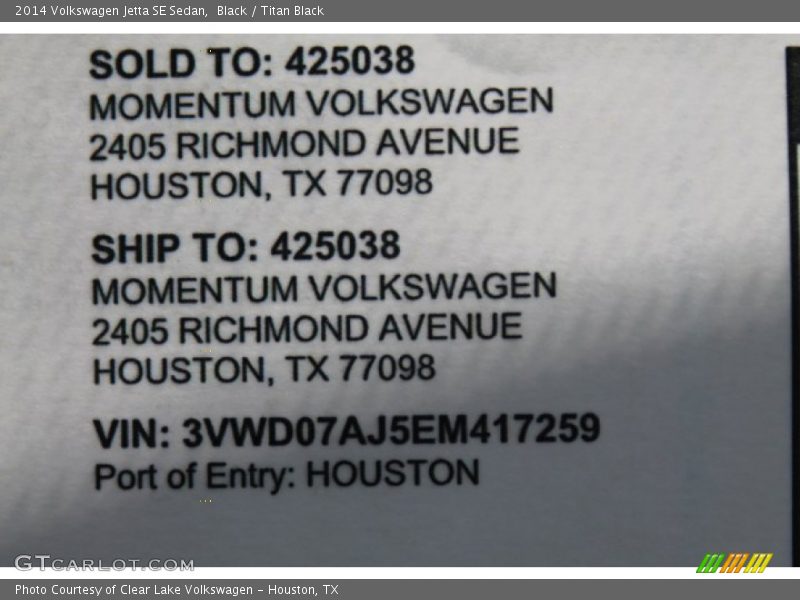 2014 Volkswagen Jetta SE Sedan,  Black / Titan Black
SOLD TO: 425038
MOMENTUM VOLKSWAGEN
2405 RICHMOND AVENUE
HOUSTON, TX 77098
SHIP TO: 425038
MOMENTUM VOLKSWAGEN
2405 RICHMOND AVENUE
HOUSTON, TX 77098
VIN: 3VWD07AJ5EM417259
Port of Entry: HOUSTON
GTCARLOT.COM
Photo Courtesy of Clear Lake Volkswagen – Houston, TX